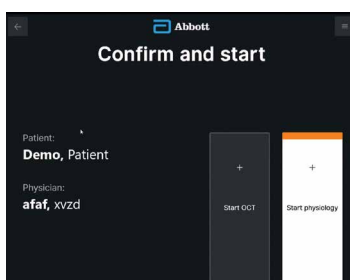 Abbott
Confirm and start
Patient:
Demo, Patient
Physician:
afaf, xvzd
+
Start OCT
+
Start physiology